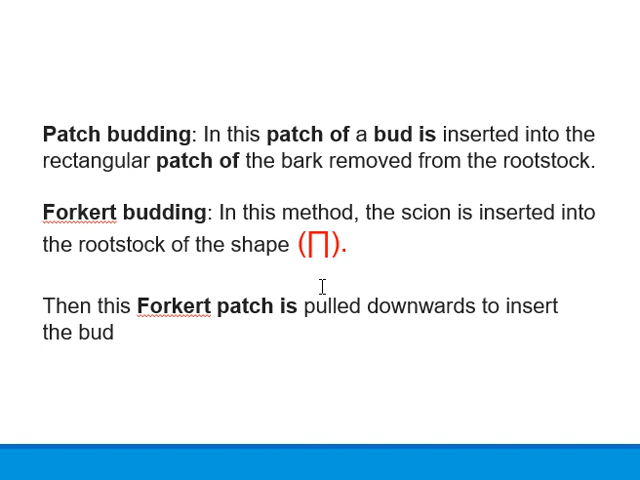 Patch budding: In this patch of a bud is inserted into the
rectangular patch of the bark removed from the rootstock.
Forkert budding: In this method, the scion is inserted into
the rootstock of the shape (∏).
Then this Forkert patch is pulled downwards to insert
the bud